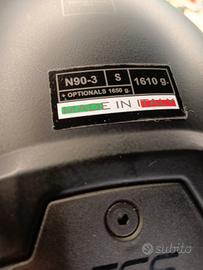 N90-3 S 1610 g.
+ OPTIONALS 1650 g.
MADE IN ITALY
subito